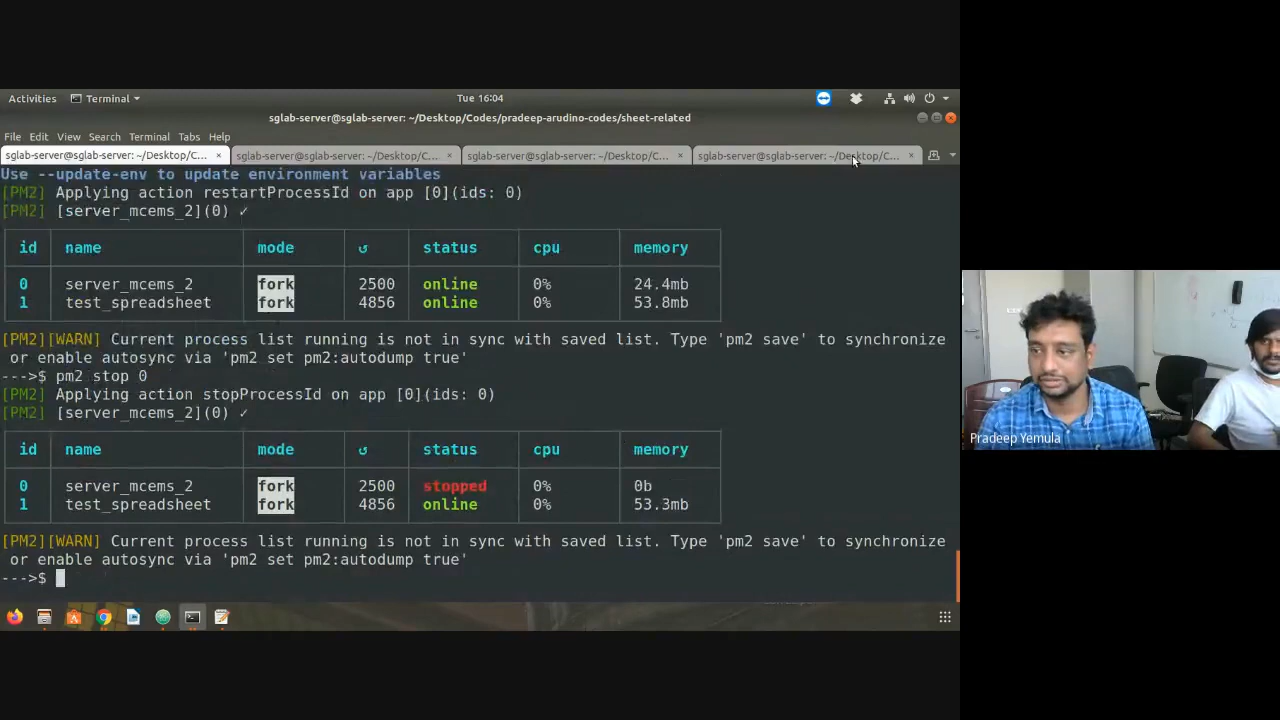 Activities Terminal Tue 16:04
sglab-server@sglab-server: ~/Desktop/Codes/pradeep-arudino-codes/sheet-related
File Edit View Search Terminal Tabs Help
sglab-server@sglab-server: ~/Desktop/C... × sglab-server@sglab-server: ~/Desktop/C... × sglab-server@sglab-server: ~/Desktop/C... × sglab-server@sglab-server: ~/Desktop/C... ×
Use --update-env to update environment variables
[PM2] Applying action restartProcessId on app [0](ids: 0)
[PM2] [server_mcems_2](0) ✓
id name mode ↺ status cpu memory
0 server_mcems_2 fork 2500 online 0% 24.4mb
1 test_spreadsheet fork 4856 online 0% 53.8mb
[PM2][WARN] Current process list running is not in sync with saved list. Type 'pm2 save' to synchronize
or enable autosync via 'pm2 set pm2:autodump true'
--->$ pm2 stop 0
[PM2] Applying action stopProcessId on app [0](ids: 0)
[PM2] [server_mcems_2](0) ✓
id name mode ↺ status cpu memory
0 server_mcems_2 fork 2500 stopped 0% 0b
1 test_spreadsheet fork 4856 online 0% 53.3mb
[PM2][WARN] Current process list running is not in sync with saved list. Type 'pm2 save' to synchronize
or enable autosync via 'pm2 set pm2:autodump true'
--->$
Pradeep Yemula